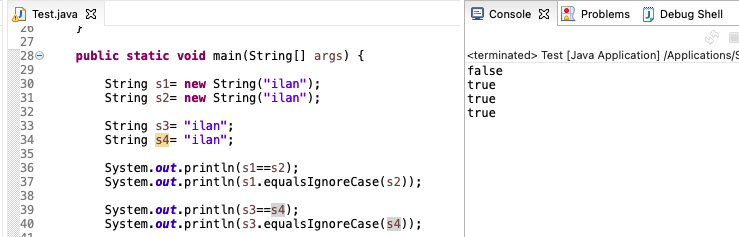 Test.java
Console Problems Debug Shell
<terminated> Test [Java Application] /Applications/S
false
true
true
true
26 }
27
28 public static void main(String[] args) {
29
30 String s1= new String("ilan");
31 String s2= new String("ilan");
32
33 String s3= "ilan";
34 String s4= "ilan";
35
36 System.out.println(s1==s2);
37 System.out.println(s1.equalsIgnoreCase(s2));
38
39 System.out.println(s3==s4);
40 System.out.println(s3.equalsIgnoreCase(s4));